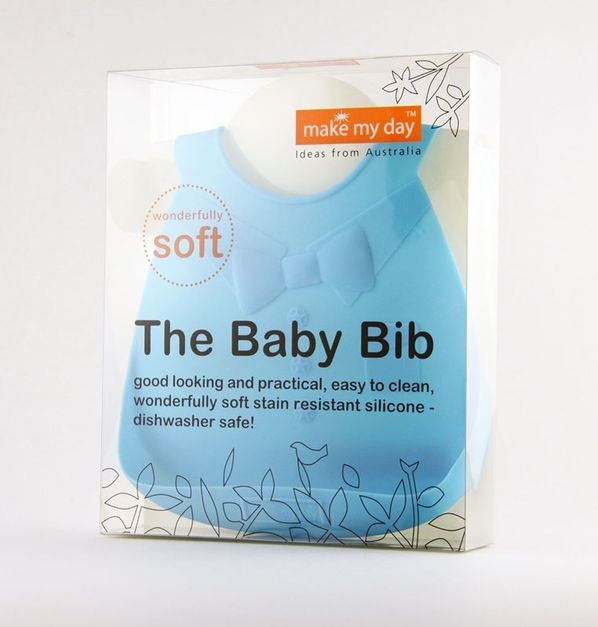 make my day™
Ideas from Australia
wonderfully
soft
The Baby Bib
good looking and practical, easy to clean,
wonderfully soft stain resistant silicone -
dishwasher safe!